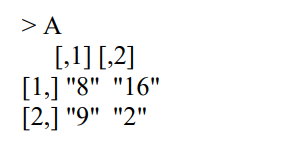 > A
[,1] [,2]
[1,] "8" "16"
[2,] "9" "2"